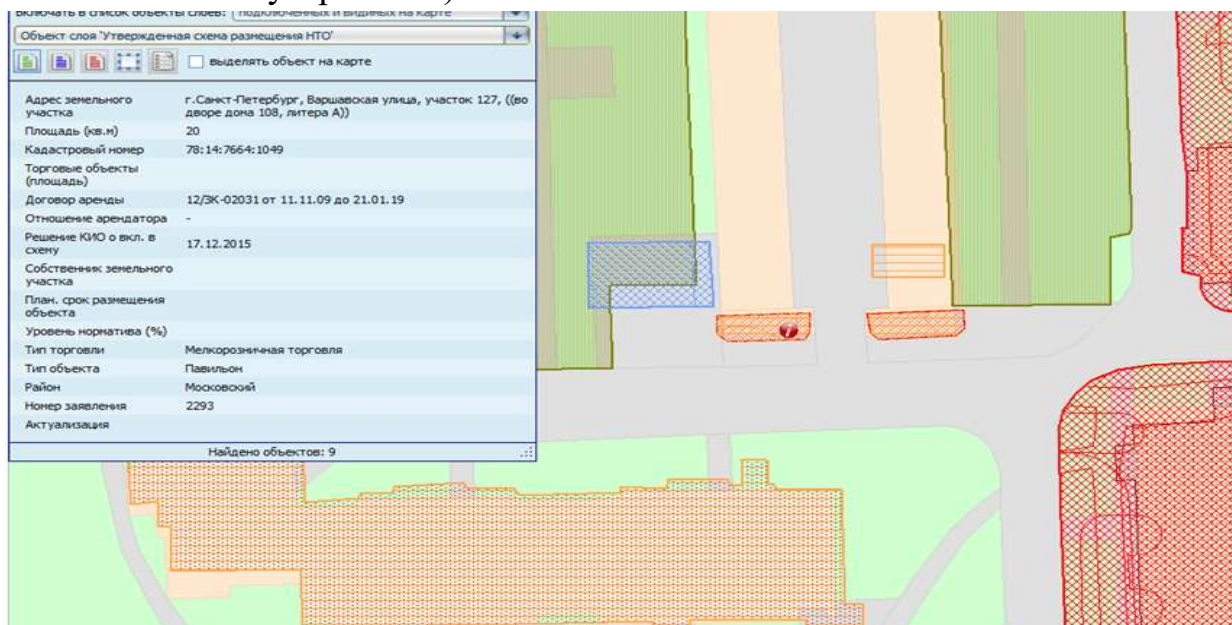 Включать в список объекты слоев: подключенных и видимых на карте
Объект слоя 'Утвержденная схема размещения НТО'
выделять объект на карте
Адрес земельного участка г.Санкт-Петербург, Варшавская улица, участок 127, ((во
дворе дома 108, литера А))
Площадь (кв.м) 20
Кадастровый номер 78:14:7664:1049
Торговые объекты
(площадь)
Договор аренды 12/ЗК-02031 от 11.11.09 до 21.01.19
Отношение арендатора -
Решение КИО о вкл. в
схему 17.12.2015
Собственник земельного
участка
План. срок размещения
объекта
Уровень норматива (%)
Тип торговли Мелкорозничная торговля
Тип объекта Павильон
Район Московский
Номер заявления 2293
Актуализация
Найдено объектов: 9